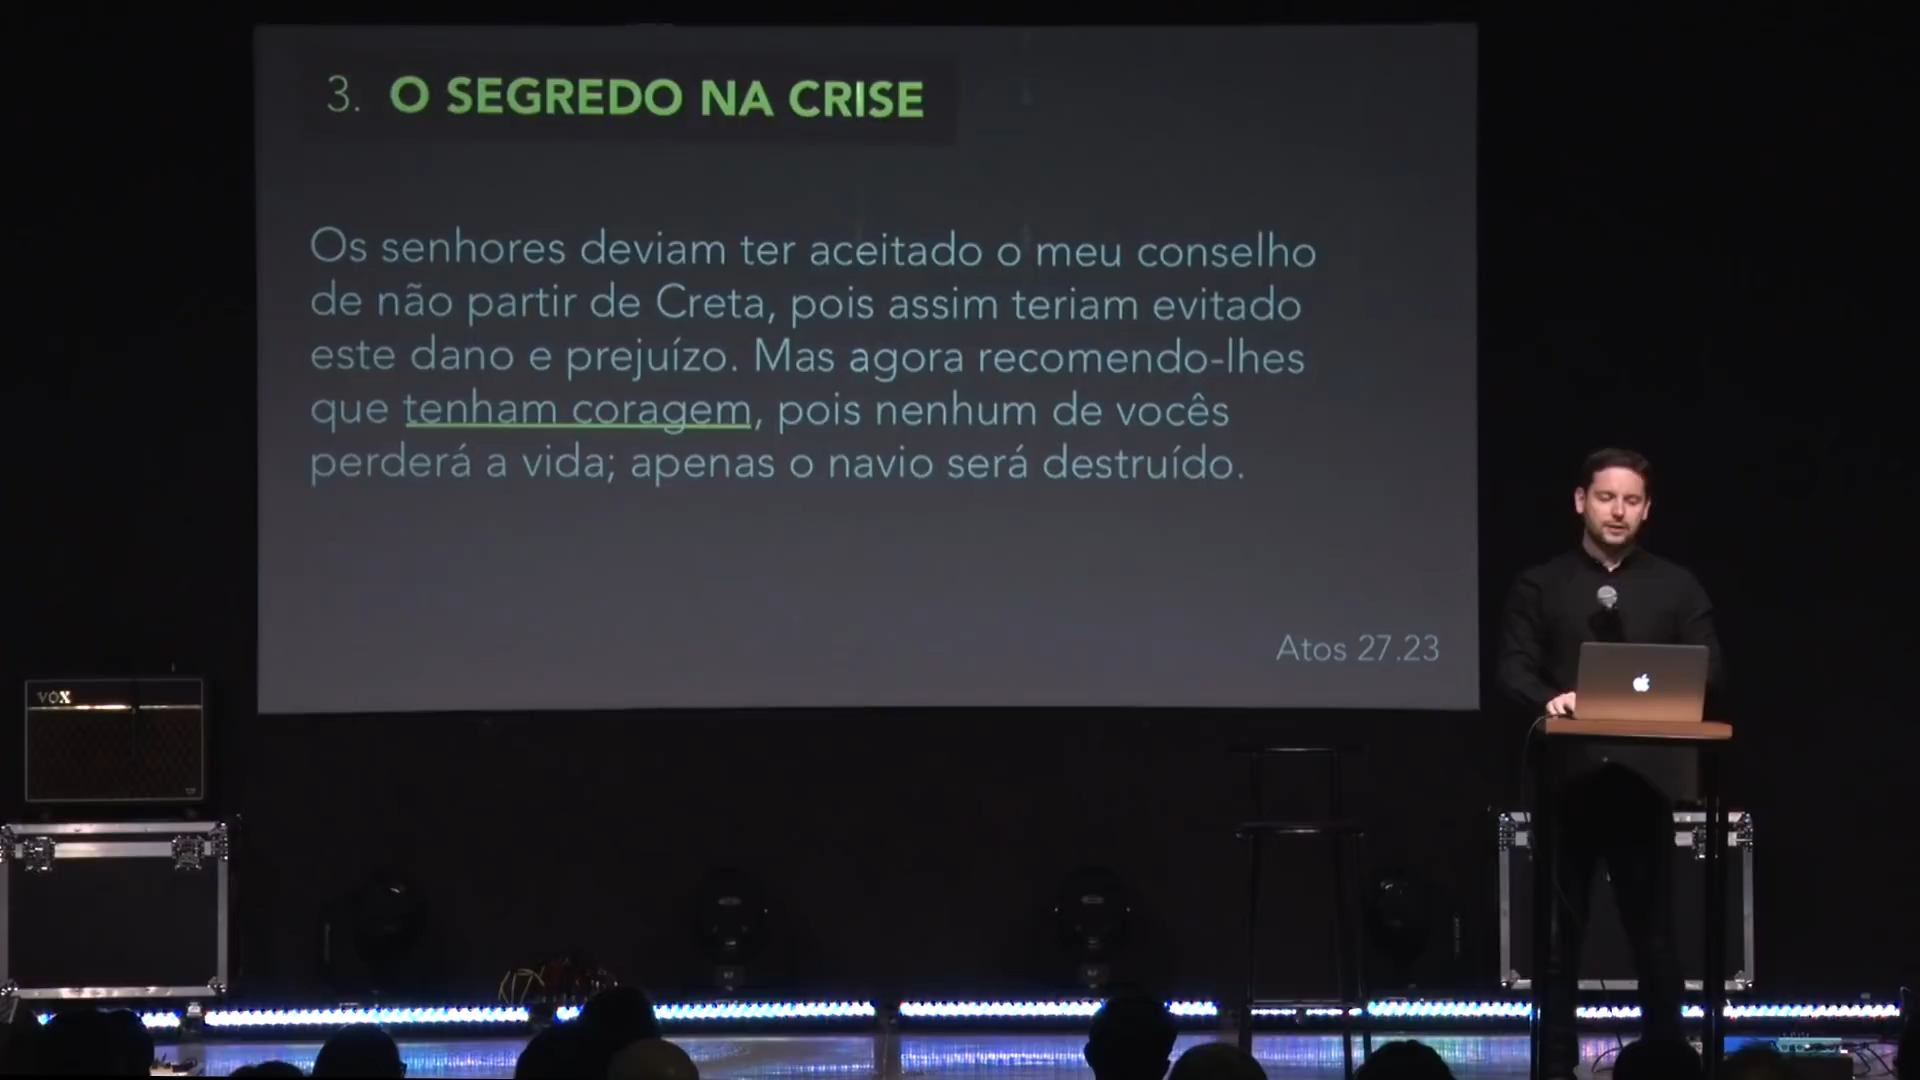 3. O SEGREDO NA CRISE
Os senhores deviam ter aceitado o meu conselho
de não partir de Creta, pois assim teriam evitado
este dano e prejuízo. Mas agora recomendo-lhes
que tenham coragem, pois nenhum de vocês
perderá a vida; apenas o navio será destruído.
Atos 27.23
VOX